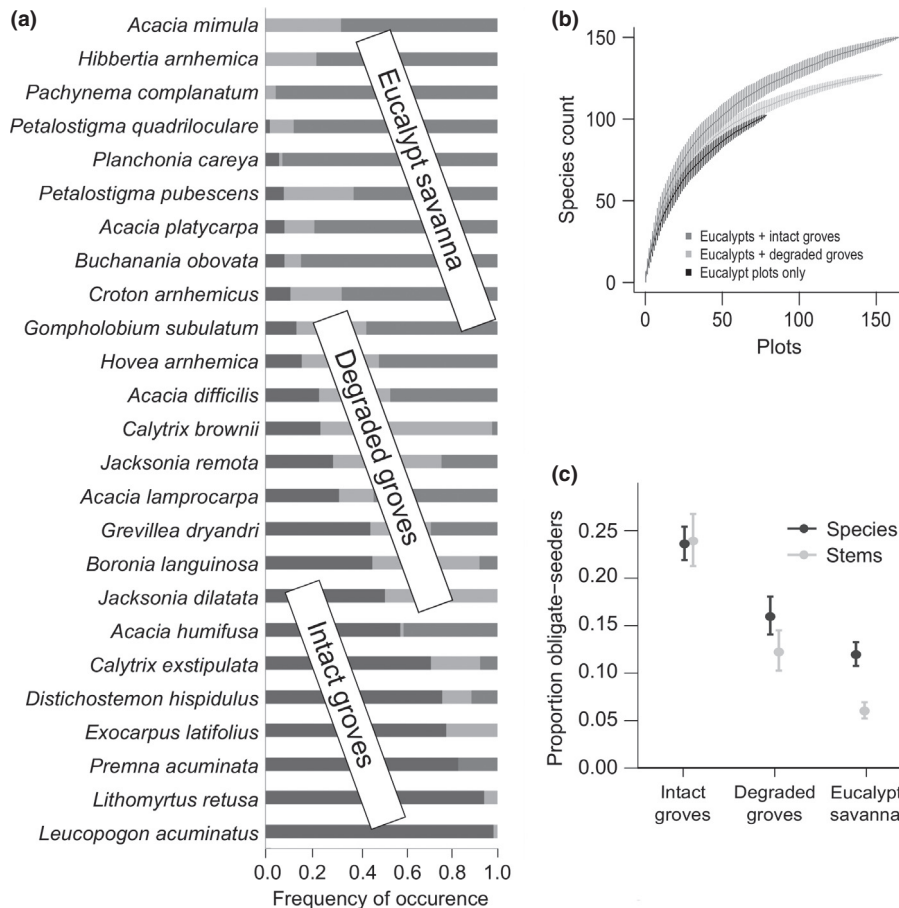 (a)
Acacia mimula
Hibbertia arnhemica
Pachynema complanatum
Petalostigma quadriloculare
Planchonia careya
Petalostigma pubescens
Acacia platycarpa
Buchanania obovata
Croton arnhemicus
Gompholobium subulatum
Hovea arnhemica
Acacia difficilis
Calytrix brownii
Jacksonia remota
Acacia lamprocarpa
Grevillea dryandri
Boronia languinosa
Jacksonia dilatata
Acacia humifusa
Calytrix exstipulata
Distichostemon hispidulus
Exocarpus latifolius
Premna acuminata
Lithomyrtus retusa
Leucopogon acuminatus
Eucalypt savanna
Degraded groves
Intact groves
0.0 0.2 0.4 0.6 0.8 1.0
Frequency of occurence
(b)
Species count
150
100
50
0
Eucalypts + intact groves
Eucalypts + degraded groves
Eucalypt plots only
0 50 100 150
Plots
(c)
Proportion obligate−seeders
0.25
0.20
0.15
0.10
0.05
0.00
Species
Stems
Intact groves
Degraded groves
Eucalypt savanna